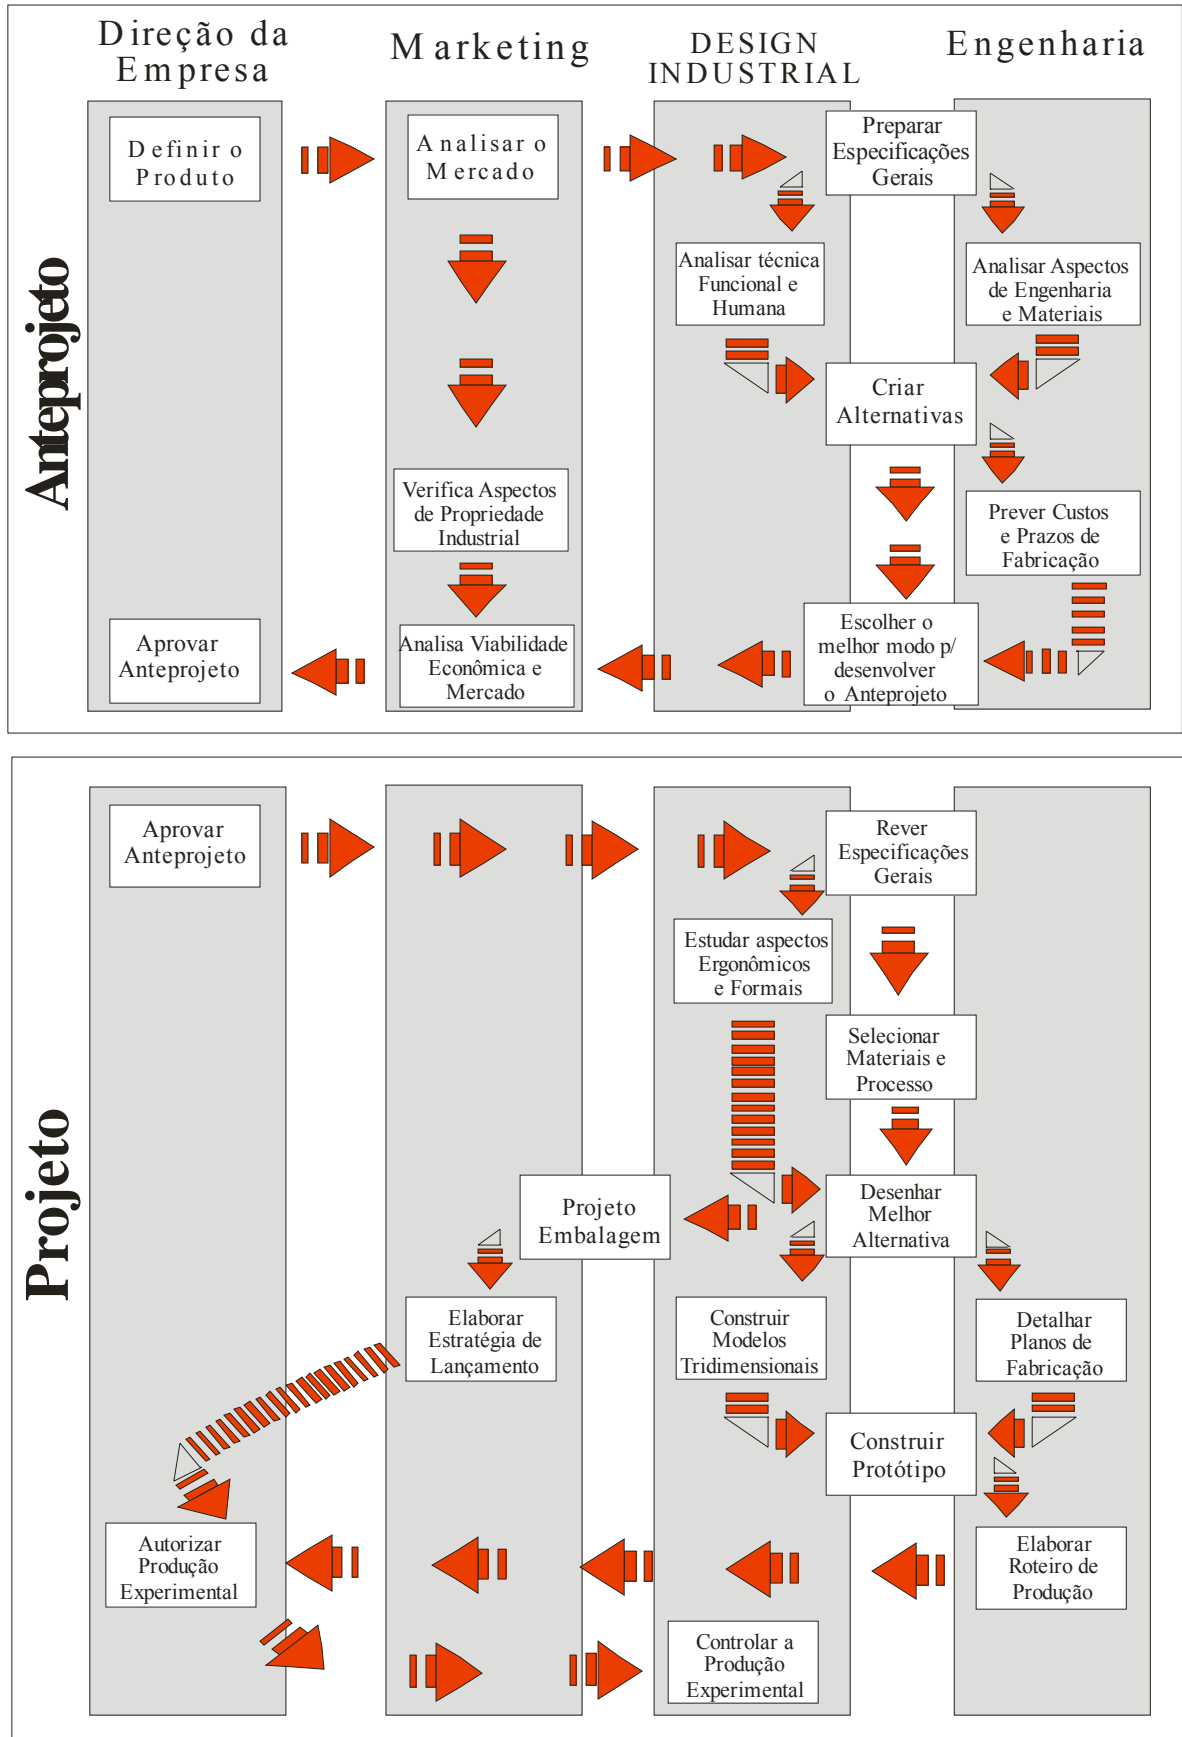 Direção da
Empresa
Marketing
DESIGN
INDUSTRIAL
Engenharia
Anteprojeto
Definir o
Produto
Analisar o
Mercado
Preparar
Especificações
Gerais
Analisar técnica
Funcional e
Humana
Analisar Aspectos
de Engenharia
e Materiais
Criar
Alternativas
Verifica Aspectos
de Propriedade
Industrial
Prever Custos
e Prazos de
Fabricação
Aprovar
Anteprojeto
Analisa Viabilidade
Econômica e
Mercado
Escolher o
melhor modo p/
desenvolver
o Anteprojeto
Projeto
Aprovar
Anteprojeto
Rever
Especificações
Gerais
Estudar aspectos
Ergonômicos
e Formais
Selecionar
Materiais e
Processo
Projeto
Embalagem
Desenhar
Melhor
Alternativa
Elaborar
Estratégia de
Lançamento
Construir
Modelos
Tridimensionais
Detalhar
Planos de
Fabricação
Construir
Protótipo
Autorizar
Produção
Experimental
Elaborar
Roteiro de
Produção
Controlar a
Produção
Experimental